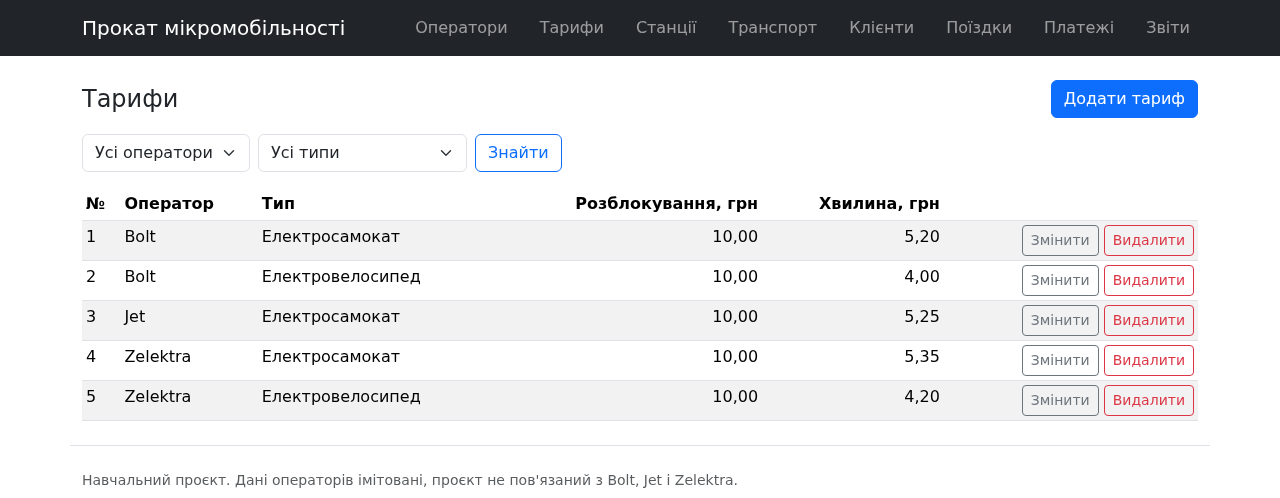 Прокат мікромобільності Оператори Тарифи Станції Транспорт Клієнти Поїздки Платежі Звіти
Тарифи Додати тариф
Усі оператори Усі типи Знайти
№ Оператор Тип Розблокування, грн Хвилина, грн
1 Bolt Електросамокат 10,00 5,20 Змінити Видалити
2 Bolt Електровелосипед 10,00 4,00 Змінити Видалити
3 Jet Електросамокат 10,00 5,25 Змінити Видалити
4 Zelektra Електросамокат 10,00 5,35 Змінити Видалити
5 Zelektra Електровелосипед 10,00 4,20 Змінити Видалити
Навчальний проєкт. Дані операторів імітовані, проєкт не пов'язаний з Bolt, Jet і Zelektra.